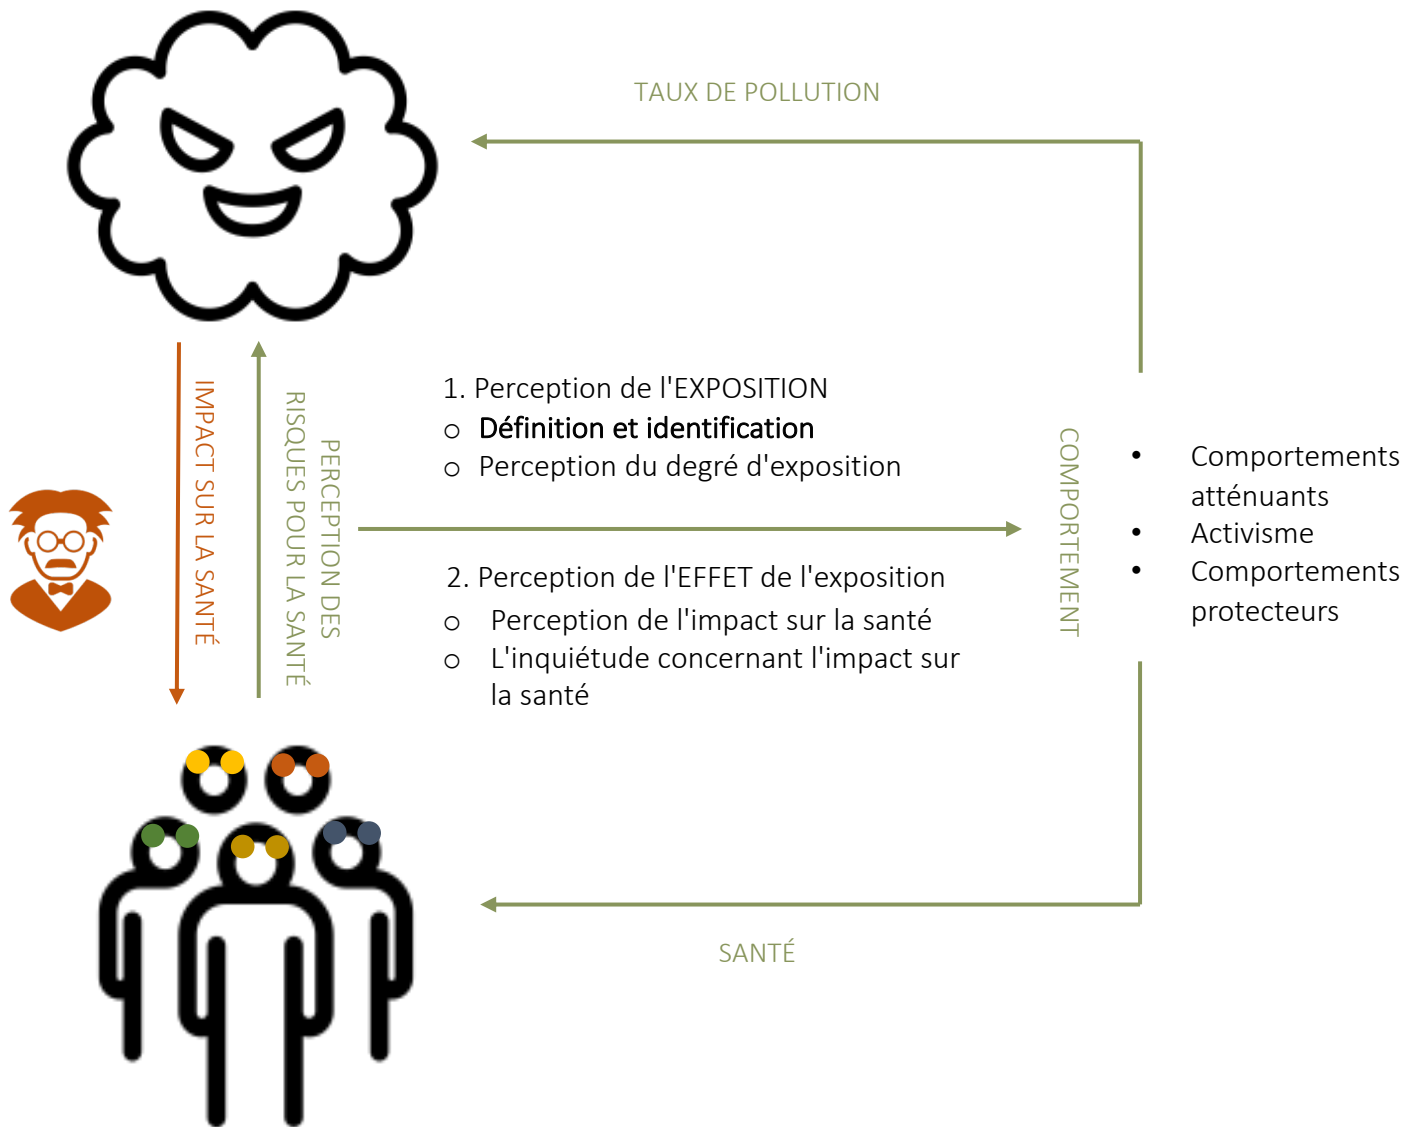 TAUX DE POLLUTION
IMPACT SUR LA SANTÉ
PERCEPTION DES
RISQUES POUR LA SANTÉ
1. Perception de l'EXPOSITION
o Définition et identification
o Perception du degré d'exposition
2. Perception de l'EFFET de l'exposition
o Perception de l'impact sur la santé
o L'inquiétude concernant l'impact sur
la santé
COMPORTEMENT
• Comportements
atténuants
• Activisme
• Comportements
protecteurs
SANTÉ